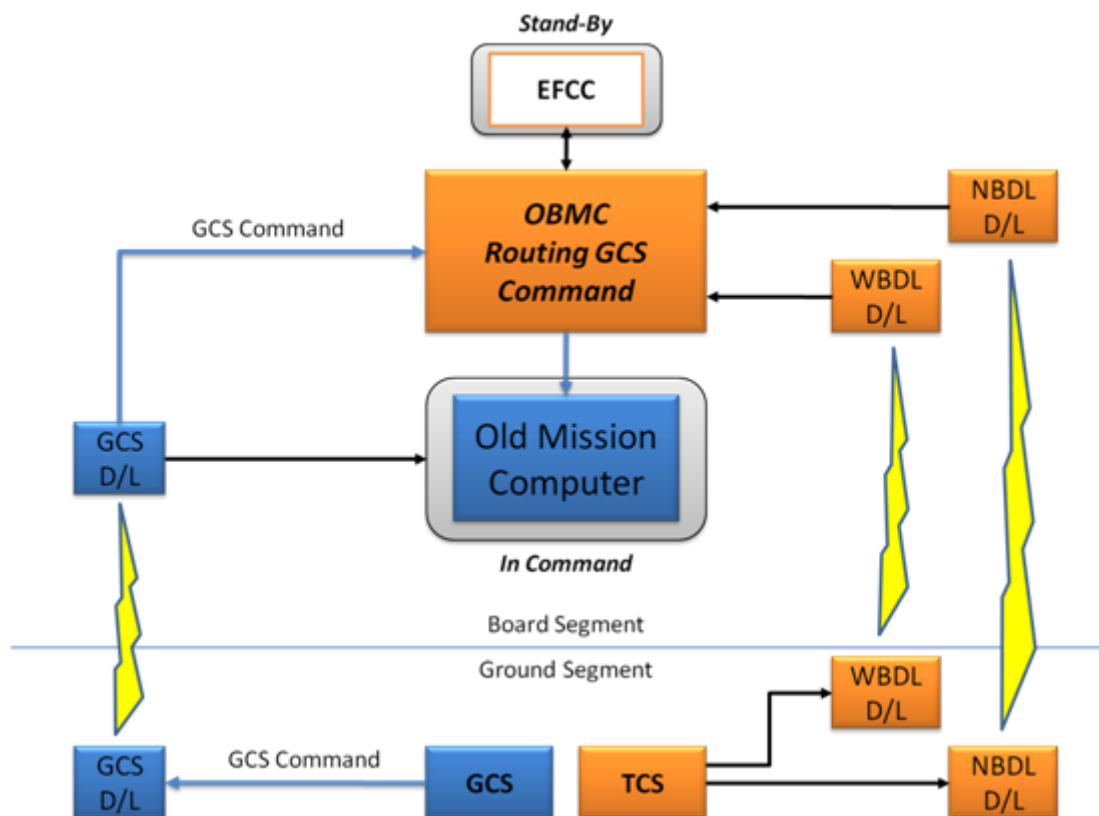 Stand-By
EFCC
OBMC
Routing GCS
Command
NBDL
D/L
GCS Command
WBDL
D/L
GCS
D/L
Old Mission
Computer
In Command
Board Segment
Ground Segment
WBDL
D/L
GCS
D/L
GCS Command
GCS
TCS
NBDL
D/L